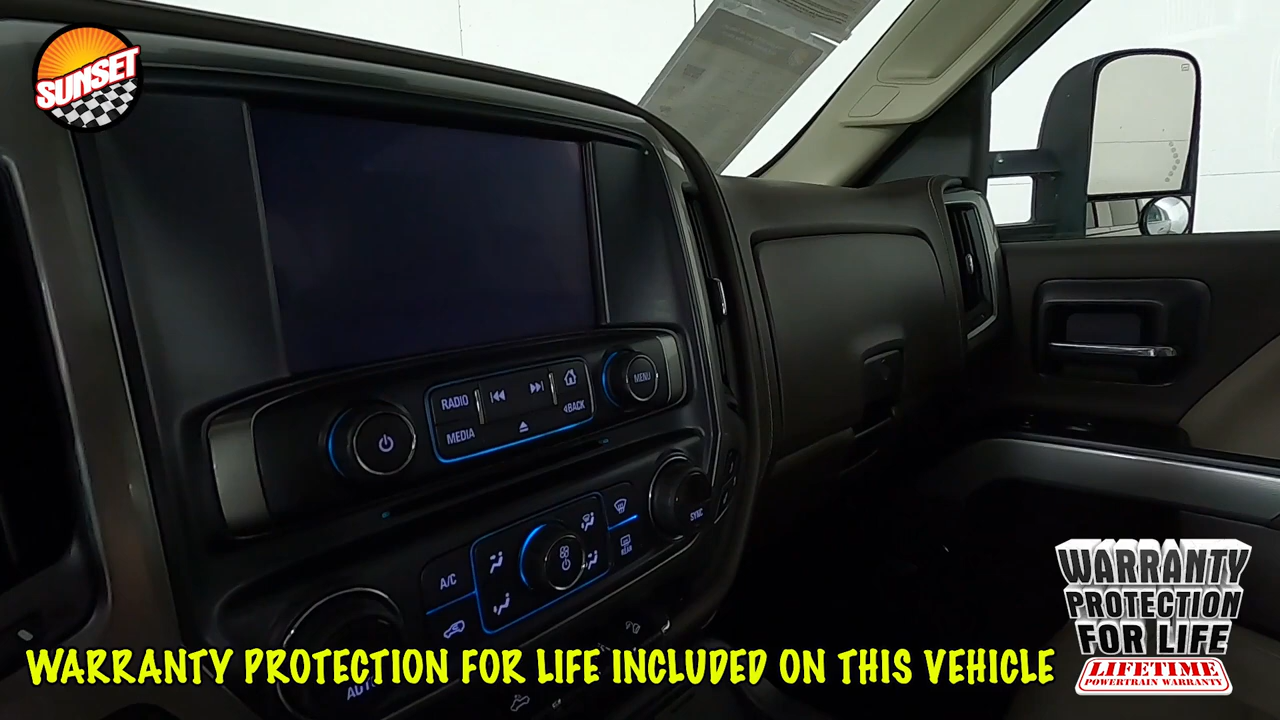 SUNSET
RADIO
MEDIA
BACK
MENU
SYNC
A/C
REAR
AUTO
WARRANTY PROTECTION FOR LIFE INCLUDED ON THIS VEHICLE
WARRANTY
PROTECTION
FOR LIFE
LIFETIME
POWERTRAIN WARRANTY